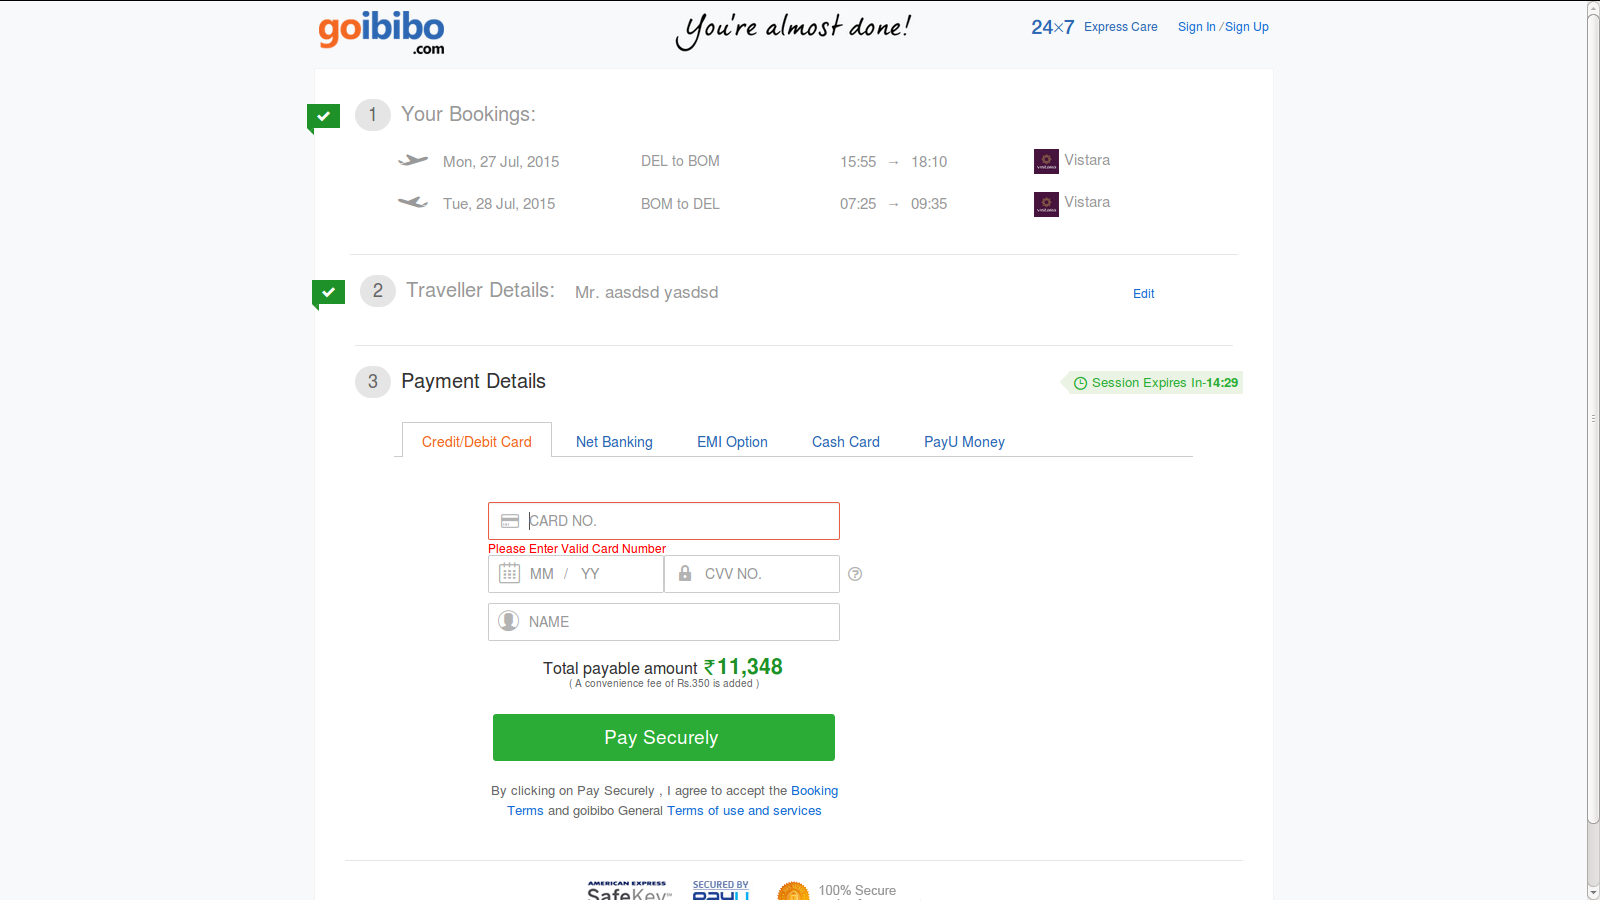 goibibo
.com
You're almost done!
24×7 Express Care Sign In / Sign Up
1 Your Bookings:
Mon, 27 Jul, 2015 DEL to BOM 15:55 → 18:10 Vistara
Tue, 28 Jul, 2015 BOM to DEL 07:25 → 09:35 Vistara
2 Traveller Details: Mr. aasdsd yasdsd Edit
3 Payment Details Session Expires In-14:29
Credit/Debit Card Net Banking EMI Option Cash Card PayU Money
CARD NO.
Please Enter Valid Card Number
MM / YY CVV NO. ?
NAME
Total payable amount ₹11,348
( A convenience fee of Rs.350 is added )
Pay Securely
By clicking on Pay Securely , I agree to accept the Booking
Terms and goibibo General Terms of use and services
AMERICAN EXPRESS SECURED BY
SafeKey PayU 100% Secure